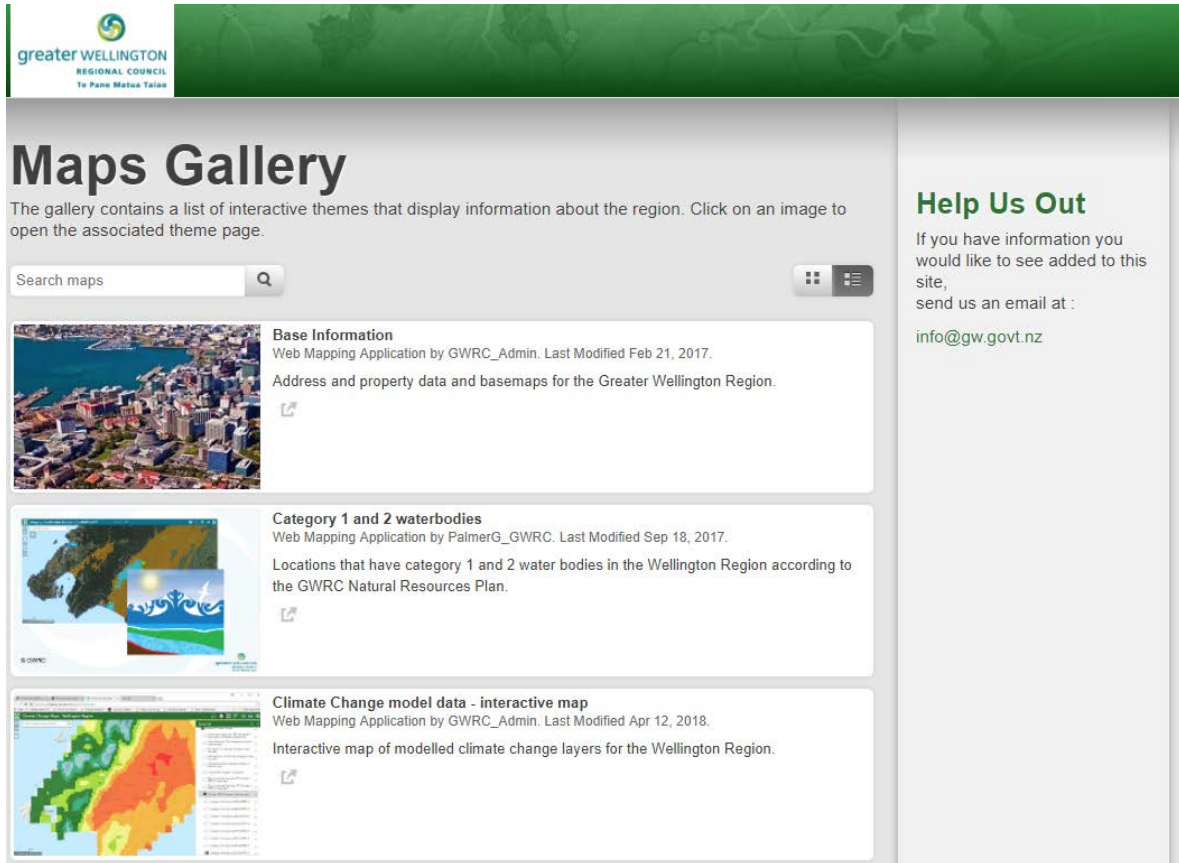 greater WELLINGTON
REGIONAL COUNCIL
Te Pane Matua Taiao
Maps Gallery
The gallery contains a list of interactive themes that display information about the region. Click on an image to
open the associated theme page.
Search maps
Base Information
Web Mapping Application by GWRC_Admin. Last Modified Feb 21, 2017.
Address and property data and basemaps for the Greater Wellington Region.
Category 1 and 2 waterbodies
Web Mapping Application by PalmerG_GWRC. Last Modified Sep 18, 2017.
Locations that have category 1 and 2 water bodies in the Wellington Region according to
the GWRC Natural Resources Plan.
Climate Change model data - interactive map
Web Mapping Application by GWRC_Admin. Last Modified Apr 12, 2018.
Interactive map of modelled climate change layers for the Wellington Region.
Help Us Out
If you have information you
would like to see added to this
site,
send us an email at :
info@gw.govt.nz